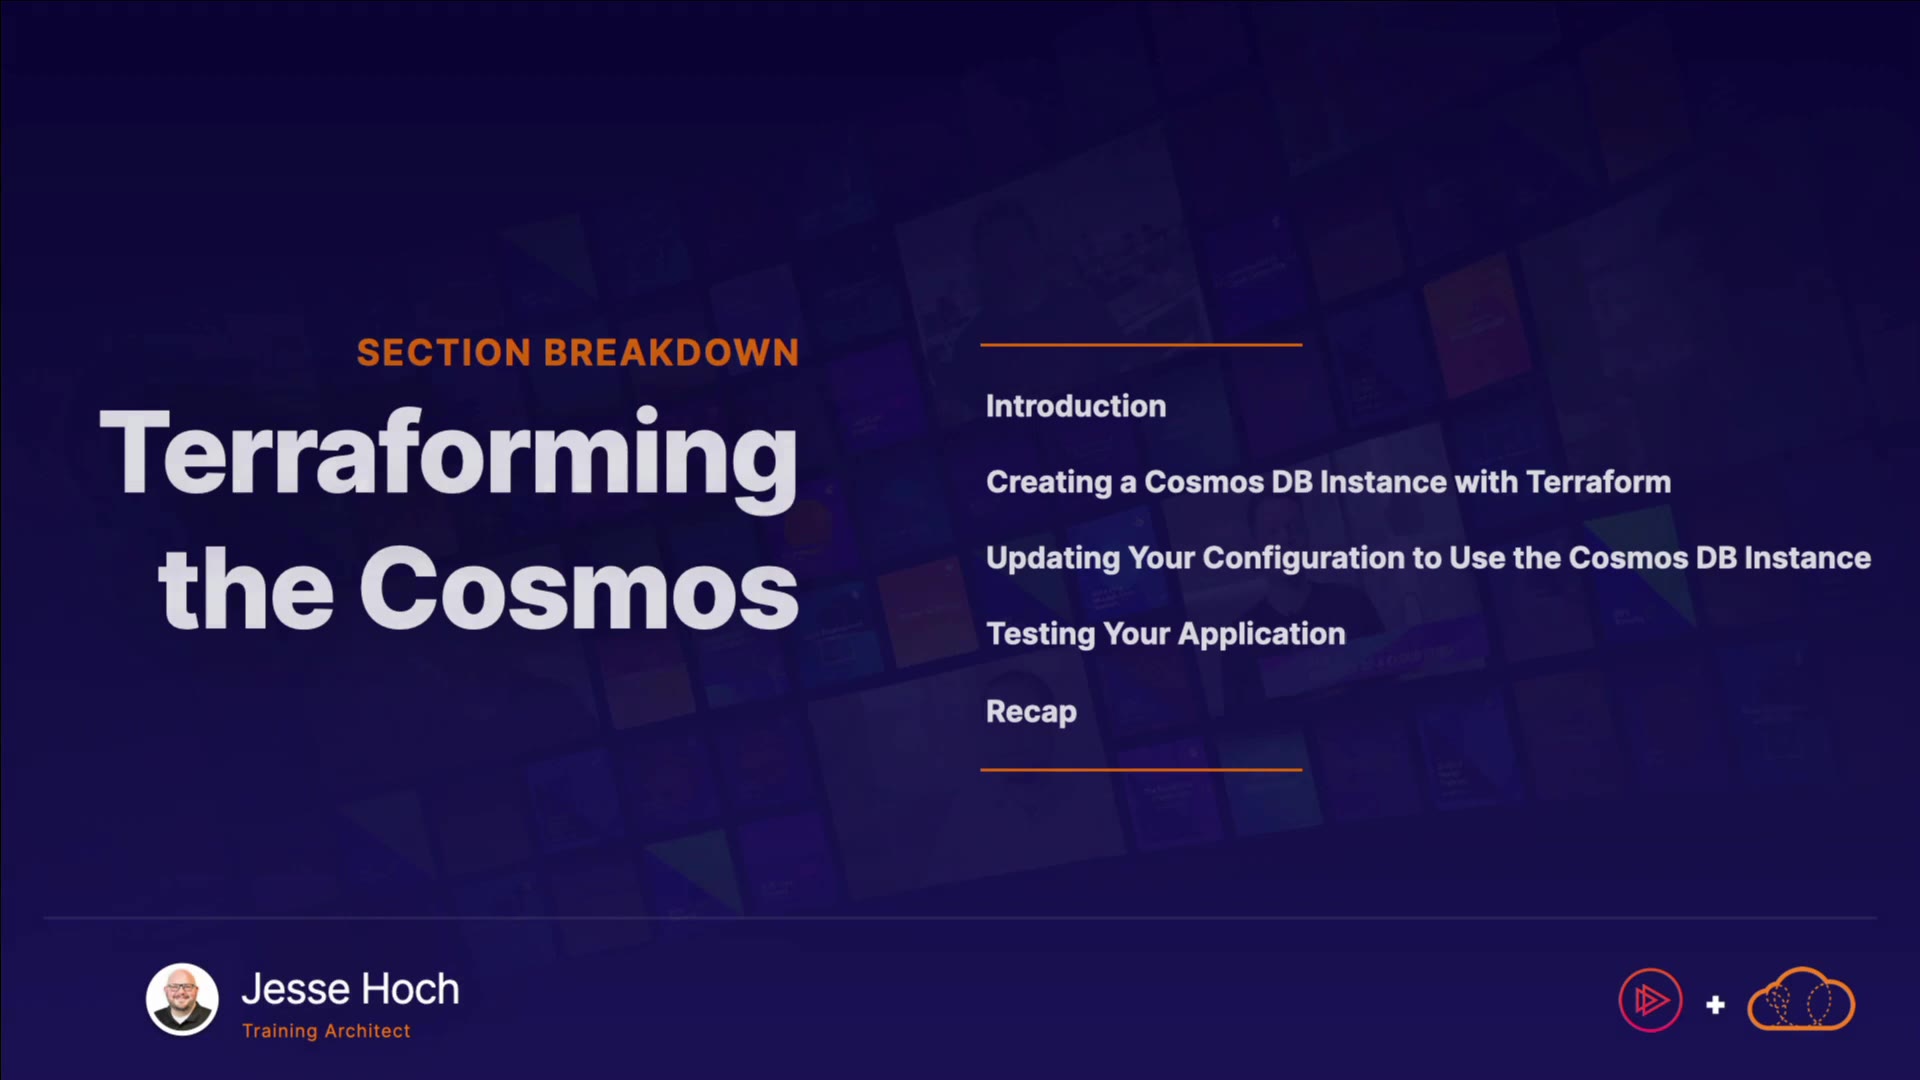 SECTION BREAKDOWN
Terraforming
the Cosmos
Introduction
Creating a Cosmos DB Instance with Terraform
Updating Your Configuration to Use the Cosmos DB Instance
Testing Your Application
Recap
Jesse Hoch
Training Architect